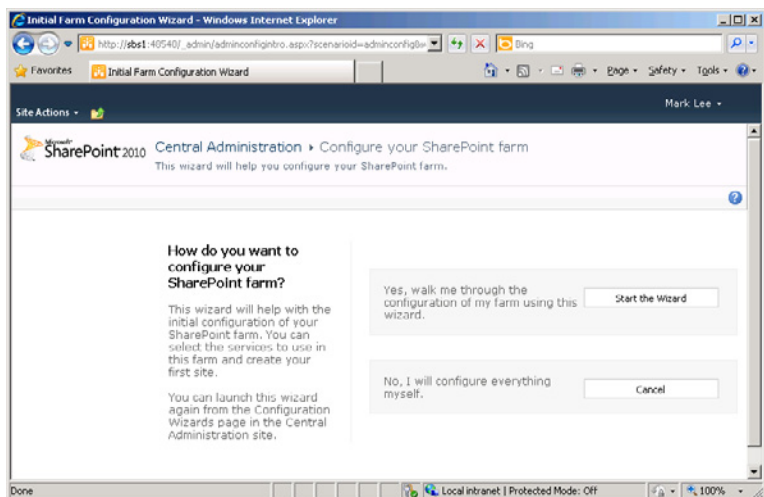 Initial Farm Configuration Wizard - Windows Internet Explorer
http://sbs1:40540/_admin/adminconfigintro.aspx?scenarioid=adminconfig&
Bing
Favorites Initial Farm Configuration Wizard Page Safety Tools
Mark Lee
Site Actions
Microsoft
SharePoint 2010 Central Administration Configure your SharePoint farm
This wizard will help you configure your SharePoint farm.
How do you want to
configure your
SharePoint farm?
This wizard will help with the
initial configuration of your
SharePoint farm. You can
select the services to use in
this farm and create your
first site.
You can launch this wizard
again from the Configuration
Wizards page in the Central
Administration site.
Yes, walk me through the
configuration of my farm using this
wizard.
Start the Wizard
No, I will configure everything
myself.
Cancel
Done Local intranet | Protected Mode: Off 100%